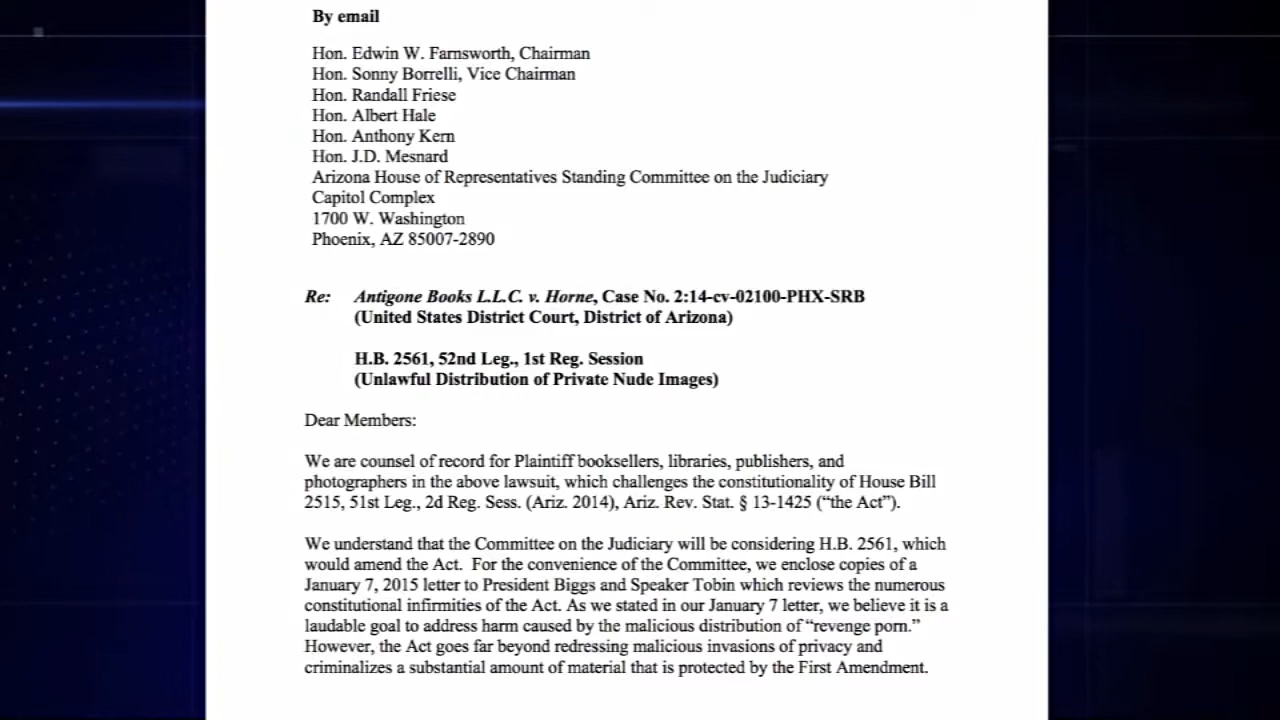 By email
Hon. Edwin W. Farnsworth, Chairman
Hon. Sonny Borrelli, Vice Chairman
Hon. Randall Friese
Hon. Albert Hale
Hon. Anthony Kern
Hon. J.D. Mesnard
Arizona House of Representatives Standing Committee on the Judiciary
Capitol Complex
1700 W. Washington
Phoenix, AZ 85007-2890
Re: Antigone Books L.L.C. v. Horne, Case No. 2:14-cv-02100-PHX-SRB
(United States District Court, District of Arizona)
H.B. 2561, 52nd Leg., 1st Reg. Session
(Unlawful Distribution of Private Nude Images)
Dear Members:
We are counsel of record for Plaintiff booksellers, libraries, publishers, and
photographers in the above lawsuit, which challenges the constitutionality of House Bill
2515, 51st Leg., 2d Reg. Sess. (Ariz. 2014), Ariz. Rev. Stat. § 13-1425 (“the Act”).
We understand that the Committee on the Judiciary will be considering H.B. 2561, which
would amend the Act. For the convenience of the Committee, we enclose copies of a
January 7, 2015 letter to President Biggs and Speaker Tobin which reviews the numerous
constitutional infirmities of the Act. As we stated in our January 7 letter, we believe it is a
laudable goal to address harm caused by the malicious distribution of “revenge porn.”
However, the Act goes far beyond redressing malicious invasions of privacy and
criminalizes a substantial amount of material that is protected by the First Amendment.